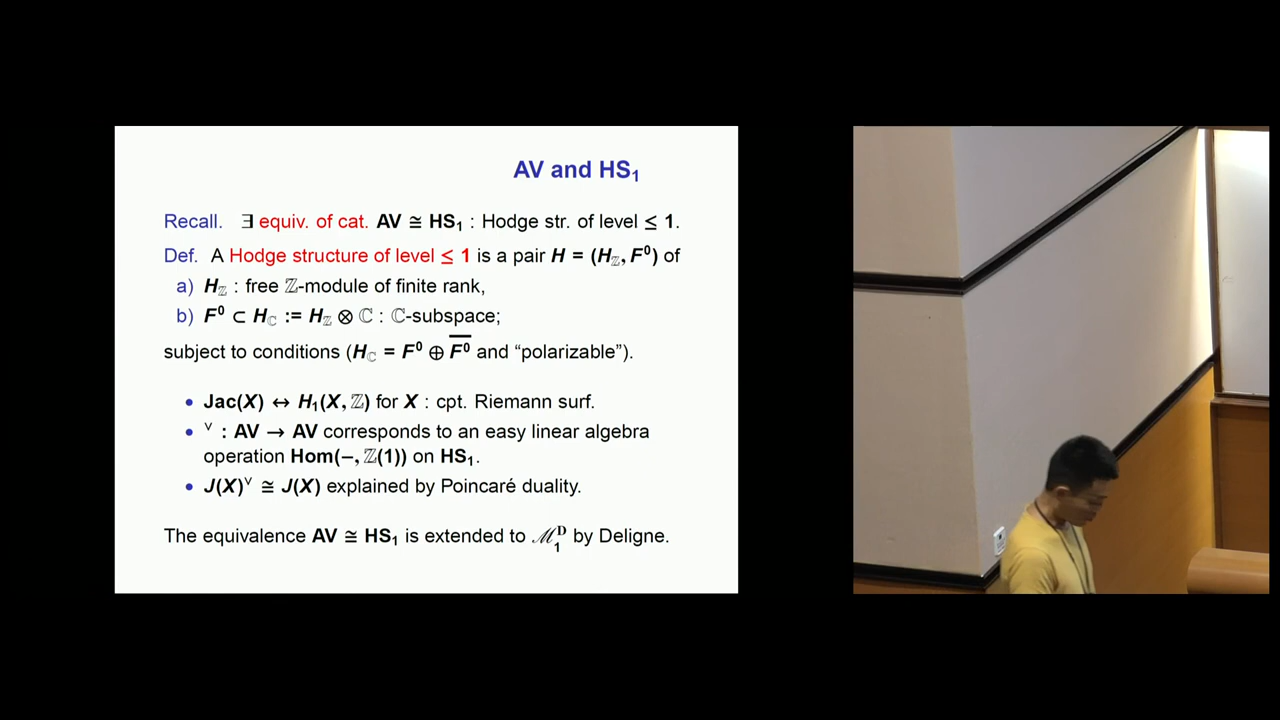 AV and HS₁
Recall. ∃ equiv. of cat. AV ≅ HS₁ : Hodge str. of level ≤ 1.
Def. A Hodge structure of level ≤ 1 is a pair H = (H_ℤ, F⁰) of
a) H_ℤ : free ℤ-module of finite rank,
b) F⁰ ⊂ H_ℂ := H_ℤ ⊗ ℂ : ℂ-subspace;
subject to conditions (H_ℂ = F⁰ ⊕ \overline{F⁰} and “polarizable”).
• Jac(X) ↔ H₁(X, ℤ) for X : cpt. Riemann surf.
• ^∨ : AV → AV corresponds to an easy linear algebra
operation Hom(−, ℤ(1)) on HS₁.
• J(X)^∨ ≅ J(X) explained by Poincaré duality.
The equivalence AV ≅ HS₁ is extended to ℳ₁^D by Deligne.